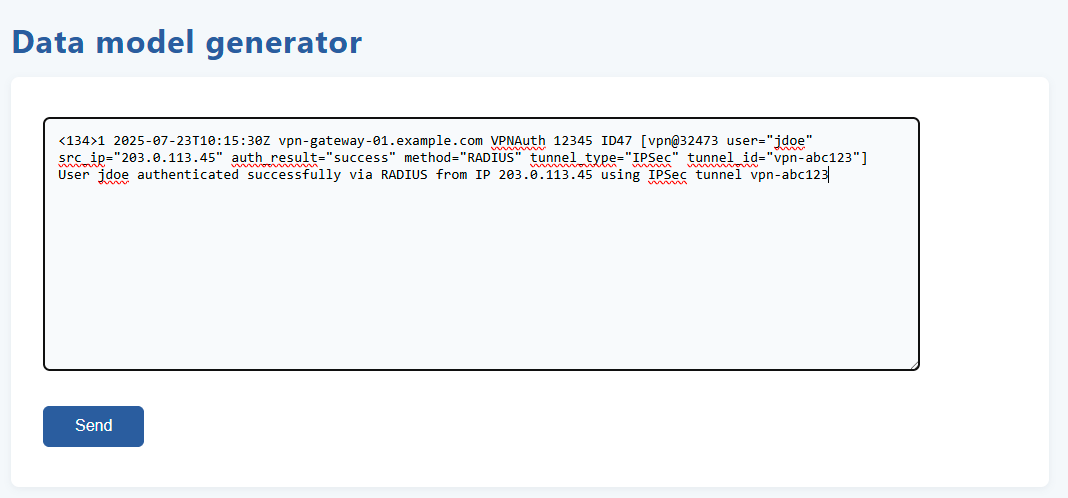 Data model generator
<134>1 2025-07-23T10:15:30Z vpn-gateway-01.example.com VPNAuth 12345 ID47 [vpn@32473 user="jdoe"
src_ip="203.0.113.45" auth_result="success" method="RADIUS" tunnel_type="IPSec" tunnel_id="vpn-abc123"]
User jdoe authenticated successfully via RADIUS from IP 203.0.113.45 using IPSec tunnel vpn-abc123
Send